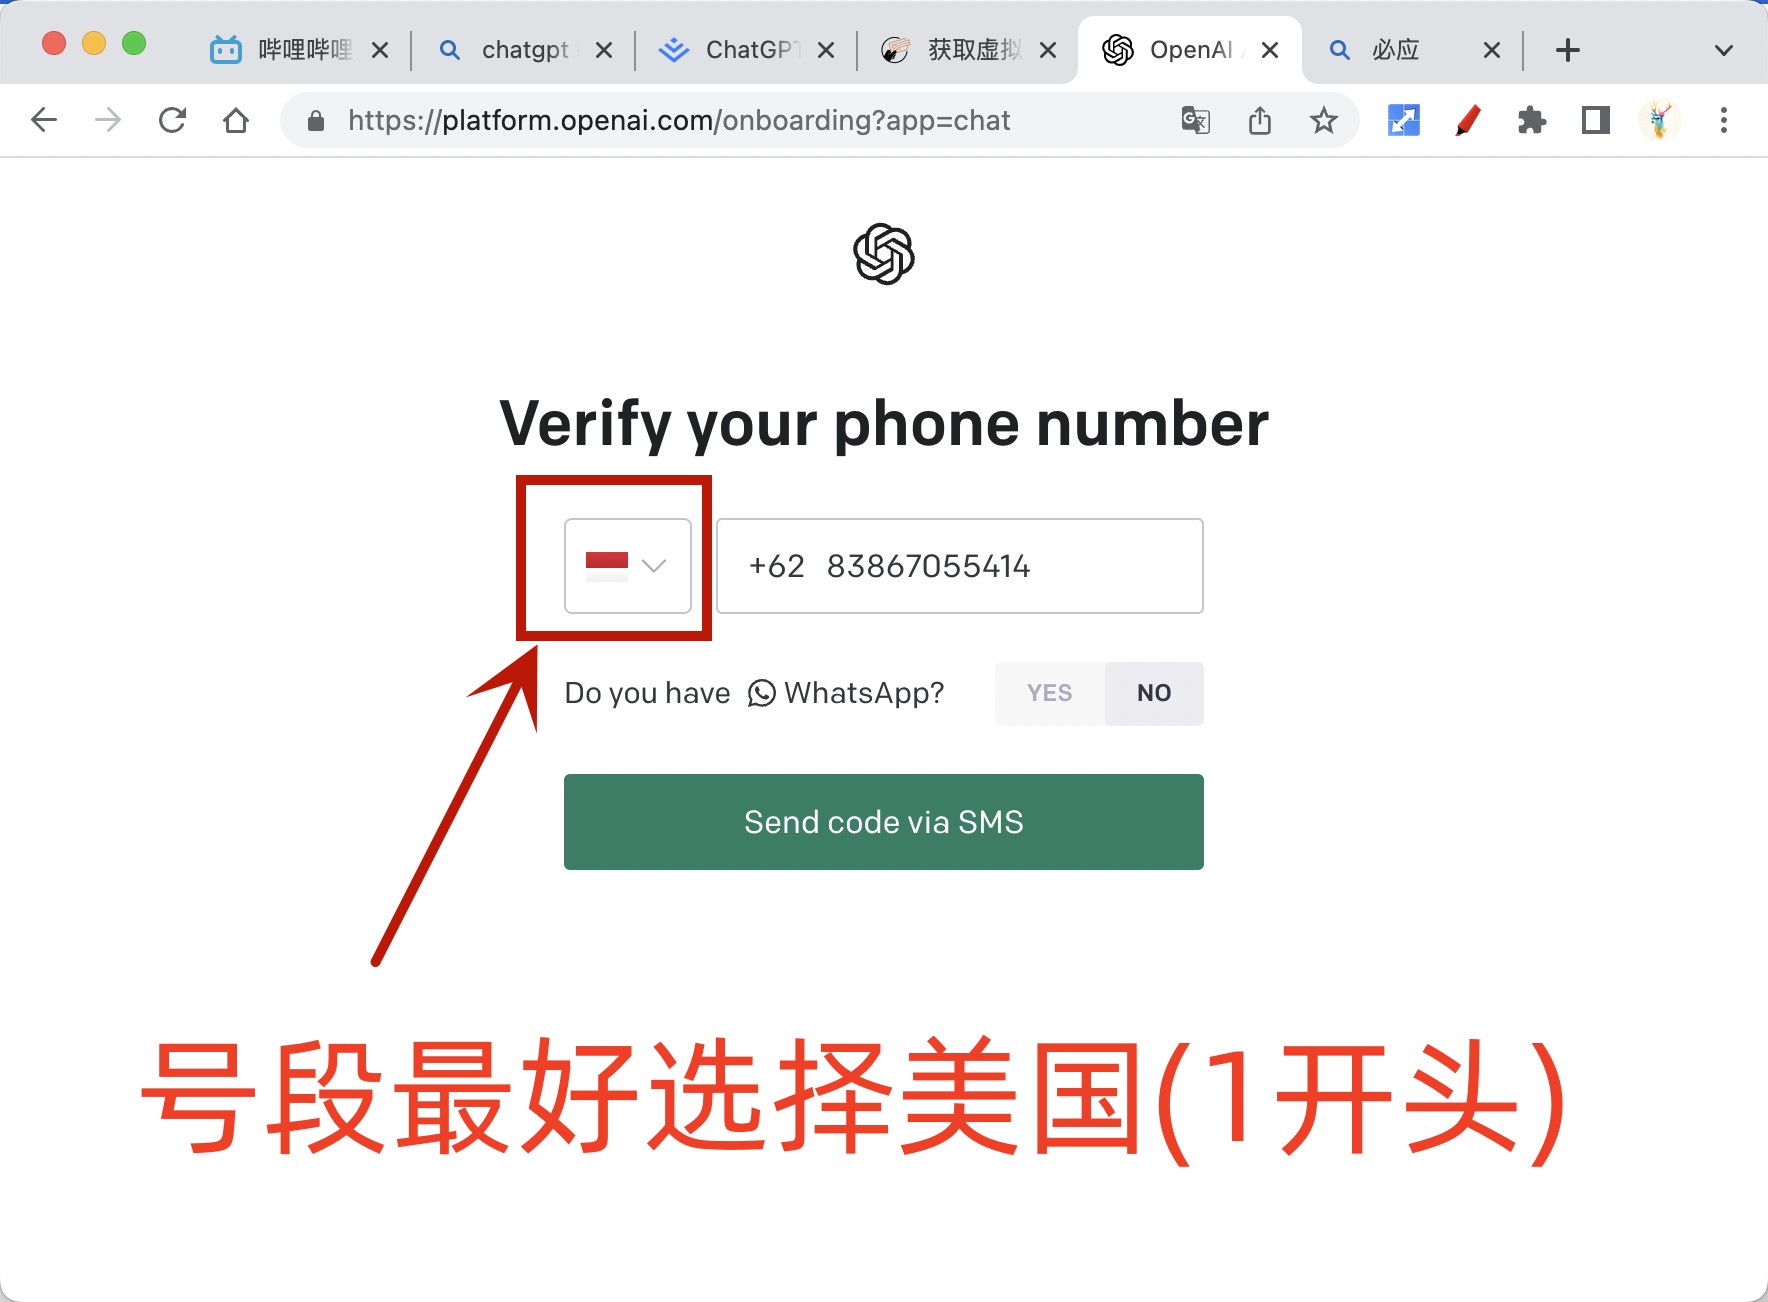 哔哩哔哩
chatgpt
ChatGPT
获取虚拟
OpenAI
必应
https://platform.openai.com/onboarding?app=chat
Verify your phone number
+62 83867055414
Do you have WhatsApp?
YES
NO
Send code via SMS
号段最好选择美国(1开头)